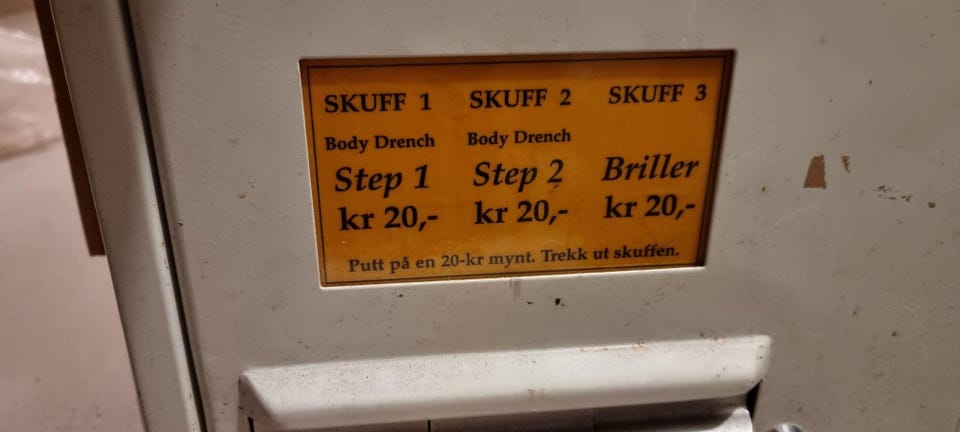 SKUFF 1 SKUFF 2 SKUFF 3
Body Drench Body Drench
Step 1 Step 2 Briller
kr 20,- kr 20,- kr 20,-
Putt på en 20-kr mynt. Trekk ut skuffen.